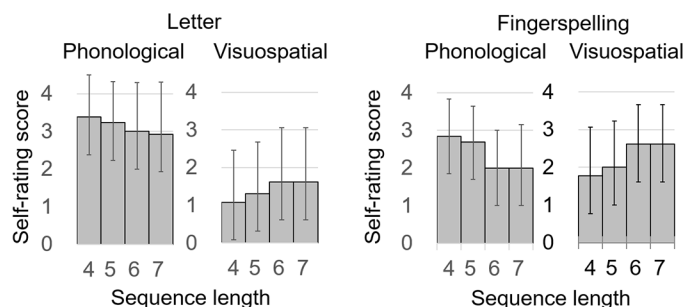 Letter
Phonological Visuospatial
Self-rating score
4
3
2
1
0
4 5 6 7
4
3
2
1
0
4 5 6 7
Sequence length
Fingerspelling
Phonological Visuospatial
Self-rating score
4
3
2
1
0
4 5 6 7
4
3
2
1
0
4 5 6 7
Sequence length